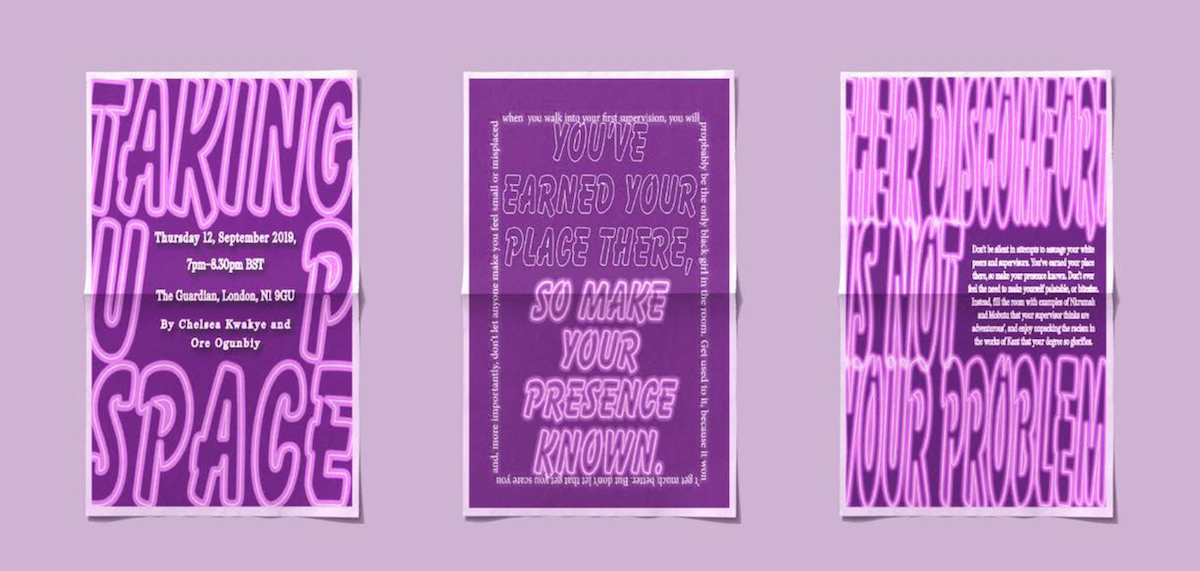 TAKING
UP
SPACE
Thursday 12, September 2019,
7pm–8.30pm BST
The Guardian, London, N1 9GU
By Chelsea Kwakye and
Ore Ogunbiy
when you walk into your first supervision, you will
propbably be the only black girl in the room. Get used to it, because it won
't get much better. But don't let that get you scare you
and, more importantly, don't let anyone make you feel small or misplaced
YOU'VE
EARNED YOUR
PLACE THERE,
SO MAKE
YOUR
PRESENCE
KNOWN.
THEIR DISCOMFORT
IS NOT
YOUR PROBLEM
Don't be silent in attempts to assuage your white
peers and supervisors. You've earned your place
there, so make your presence known. Don't ever
feel the need to make yourself palatable, or bitesize.
Instead, fill the room with examples of Nkrumah
and Mobutu that your supervisor thinks are
adventurous', and enjoy unpacking the racism in
the works of Kant that your degree so glorifies.